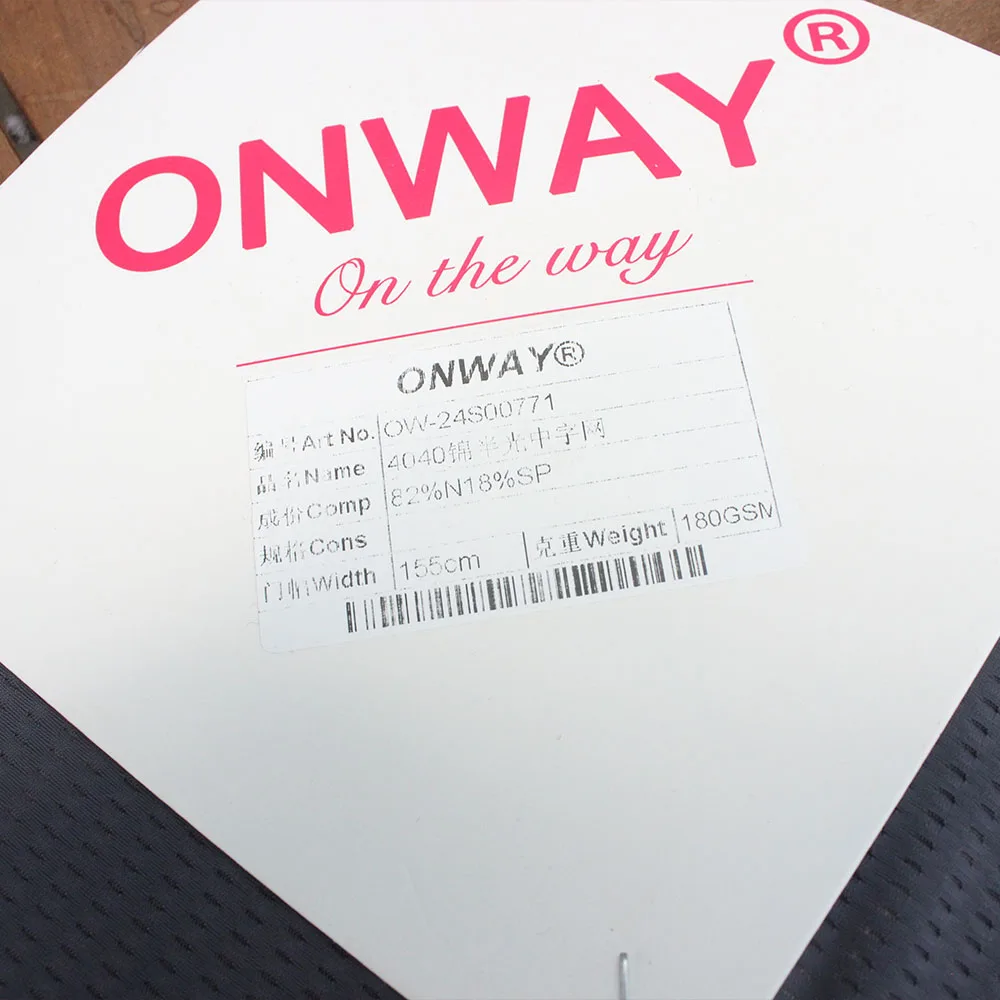 ONWAY®
On the way
ONWAY®
编号Art No. OW-24S00771
品名Name 4040锦半光中字网
成份Comp 82%N18%SP
规格Cons
门幅Width 155cm 克重Weight 180GSM